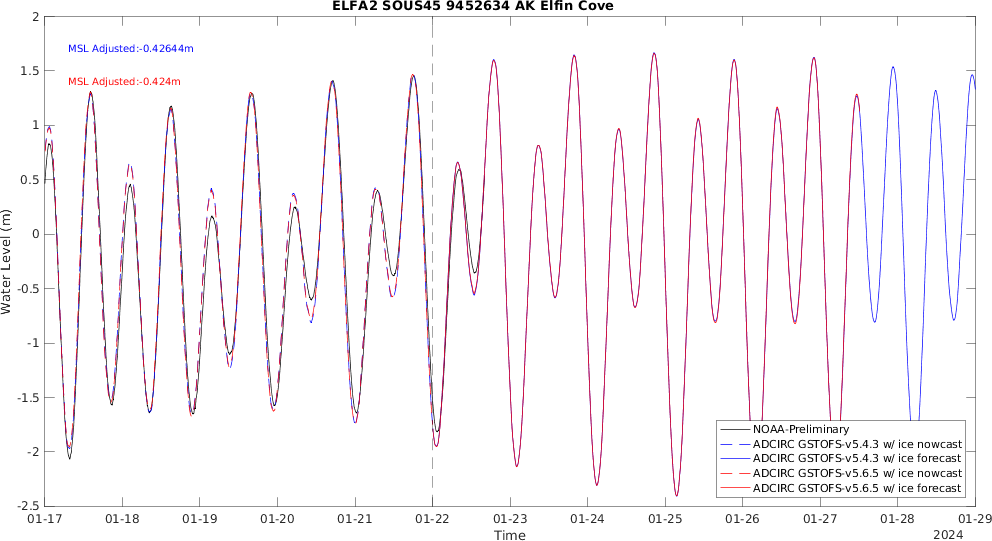 ELFA2 SOUS45 9452634 AK Elfin Cove
MSL Adjusted:-0.42644m
MSL Adjusted:-0.424m
Water Level (m)
2
1.5
1
0.5
0
-0.5
-1
-1.5
-2
-2.5
NOAA-Preliminary
ADCIRC GSTOFS-v5.4.3 w/ ice nowcast
ADCIRC GSTOFS-v5.4.3 w/ ice forecast
ADCIRC GSTOFS-v5.6.5 w/ ice nowcast
ADCIRC GSTOFS-v5.6.5 w/ ice forecast
01-17 01-18 01-19 01-20 01-21 01-22 01-23 01-24 01-25 01-26 01-27 01-28 01-29
Time
2024